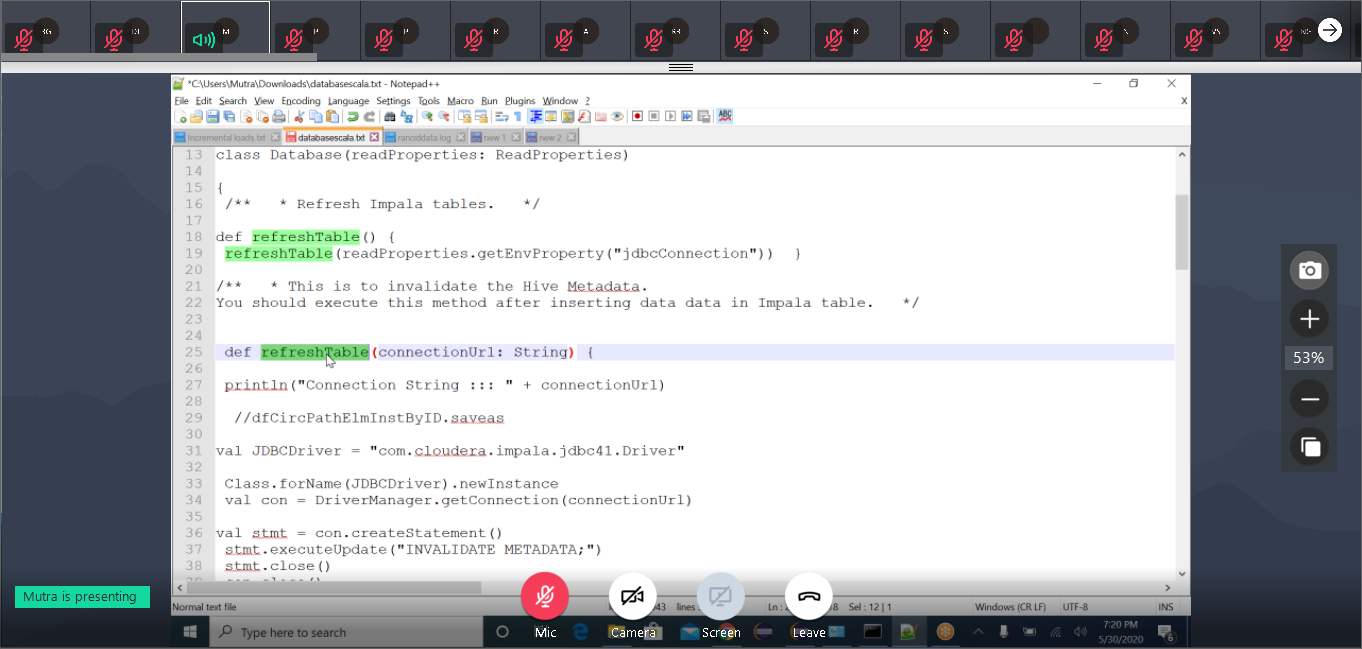 RG
DI
M
P
P
R
A
RR
S
R
S
N
VS
NG
*C:\Users\Mutra\Downloads\databasescala.txt - Notepad++
File Edit Search View Encoding Language Settings Tools Macro Run Plugins Window ?
X
Incremental loads.txt databasescala.txt ranciddata.log new 1 new 2
13 class Database(readProperties: ReadProperties)
14
15 {
16 /** * Refresh Impala tables. */
17
18 def refreshTable() {
19 refreshTable(readProperties.getEnvProperty("jdbcConnection")) }
20
21 /** * This is to invalidate the Hive Metadata.
22 You should execute this method after inserting data data in Impala table. */
23
24
25 def refreshTable(connectionUrl: String) {
26
27 println("Connection String ::: " + connectionUrl)
28
29 //dfCircPathElmInstByID.saveas
30
31 val JDBCDriver = "com.cloudera.impala.jdbc41.Driver"
32
33 Class.forName(JDBCDriver).newInstance
34 val con = DriverManager.getConnection(connectionUrl)
35
36 val stmt = con.createStatement()
37 stmt.executeUpdate("INVALIDATE METADATA;")
38 stmt.close()
53%
Mutra is presenting
Normal text file 43 lines Ln : 8 Sel : 12 | 1 Windows (CR LF) UTF-8 INS
Type here to search
Mic Camera Screen Leave
7:20 PM
5/30/2020
6